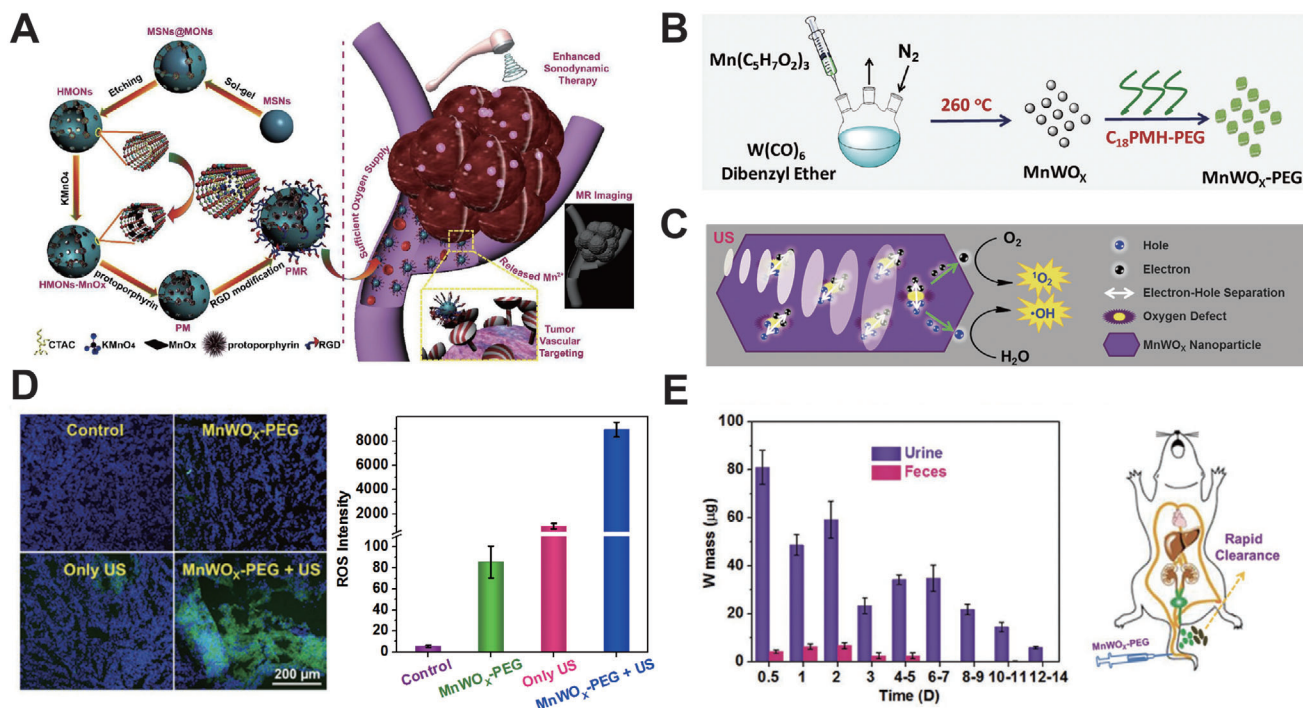 A
MSNs@MONs
Etching
Sol-gel
HMONs
MSNs
KMnO₄
HMONs-MnOx
protoporphyrin
PM
RGD modification
PMR
CTAC
KMnO₄
MnOx
protoporphyrin
RGD
Enhanced
Sonodynamic
Therapy
Sufficient Oxygen Supply
MR Imaging
Released Mn²⁺
Tumor
Vascular
Targeting
B
Mn(C₅H₇O₂)₃
N₂
W(CO)₆
Dibenzyl Ether
260 °C
MnWOₓ
C₁₈PMH-PEG
MnWOₓ-PEG
C
US
O₂
¹O₂
•OH
H₂O
Hole
Electron
Electron-Hole Separation
Oxygen Defect
MnWOₓ Nanoparticle
D
Control
MnWOₓ-PEG
Only US
MnWOₓ-PEG + US
200 µm
ROS Intensity
8000
6000
4000
2000
100
80
60
40
20
0
Control
MnWOₓ-PEG
Only US
MnWOₓ-PEG + US
E
W mass (µg)
100
80
60
40
20
0
Urine
Feces
0.5 1 2 3 4-5 6-7 8-9 10-11 12-14
Time (D)
Rapid
Clearance
MnWOₓ-PEG